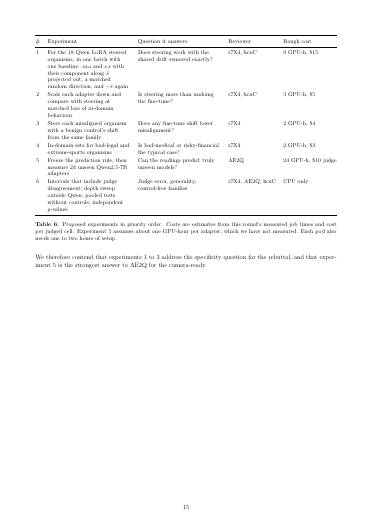 # Experiment Question it answers Reviewer Rough cost
1 For the 18 Qwen LoRA steered Does steering work with the r7X4, kcxC 9 GPU-h, $15
organisms, in one batch with shared drift removed exactly?
one baseline: with
their component along
projected out, a matched
random direction, and again
2 Scale each adapter down and Is steering more than undoing r7X4, kcxC 3 GPU-h, $5
compare with steering at the fine-tune?
matched loss of in-domain
behaviour
3 Steer each misaligned organism Does any fine-tune shift lower r7X4 2 GPU-h, $4
with a benign control's shift misalignment?
from the same family
4 In-domain sets for bad-legal and Is bad-medical or risky-financial r7X4 2 GPU-h, $3
extreme-sports organisms the typical case?
5 Freeze the prediction rule, then Can the readings predict truly AE2Q 24 GPU-h, $10 judge
measure 24 unseen Qwen2.5-7B unseen models?
adapters
6 Intervals that include judge Judge error, generality, r7X4, AE2Q, kcxC CPU only
disagreement; depth sweep control-free families
outside Qwen; pooled tests
without controls; independent
p-values
Table 6. Proposed experiments in priority order. Costs are estimates from this round's measured job times and cost
per judged cell. Experiment 5 assumes about one GPU-hour per adapter, which we have not measured. Each pod also
needs one to two hours of setup.
We therefore contend that experiments 1 to 3 address the specificity question for the rebuttal, and that exper-
iment 5 is the strongest answer to AE2Q for the camera-ready.
15